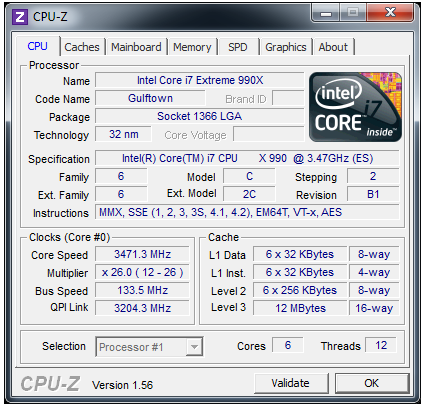 Z CPU-Z
CPU Caches Mainboard Memory SPD Graphics About
Processor
Name Intel Core i7 Extreme 990X
Code Name Gulftown Brand ID
Package Socket 1366 LGA
Technology 32 nm Core Voltage
intel CORE i7 inside™
Specification Intel(R) Core(TM) i7 CPU X 990 @ 3.47GHz (ES)
Family 6 Model C Stepping 2
Ext. Family 6 Ext. Model 2C Revision B1
Instructions MMX, SSE (1, 2, 3, 3S, 4.1, 4.2), EM64T, VT-x, AES
Clocks (Core #0) Cache
Core Speed 3471.3 MHz L1 Data 6 x 32 KBytes 8-way
Multiplier x 26.0 ( 12 - 26 ) L1 Inst. 6 x 32 KBytes 4-way
Bus Speed 133.5 MHz Level 2 6 x 256 KBytes 8-way
QPI Link 3204.3 MHz Level 3 12 MBytes 16-way
Selection Processor #1 Cores 6 Threads 12
CPU-Z Version 1.56 Validate OK